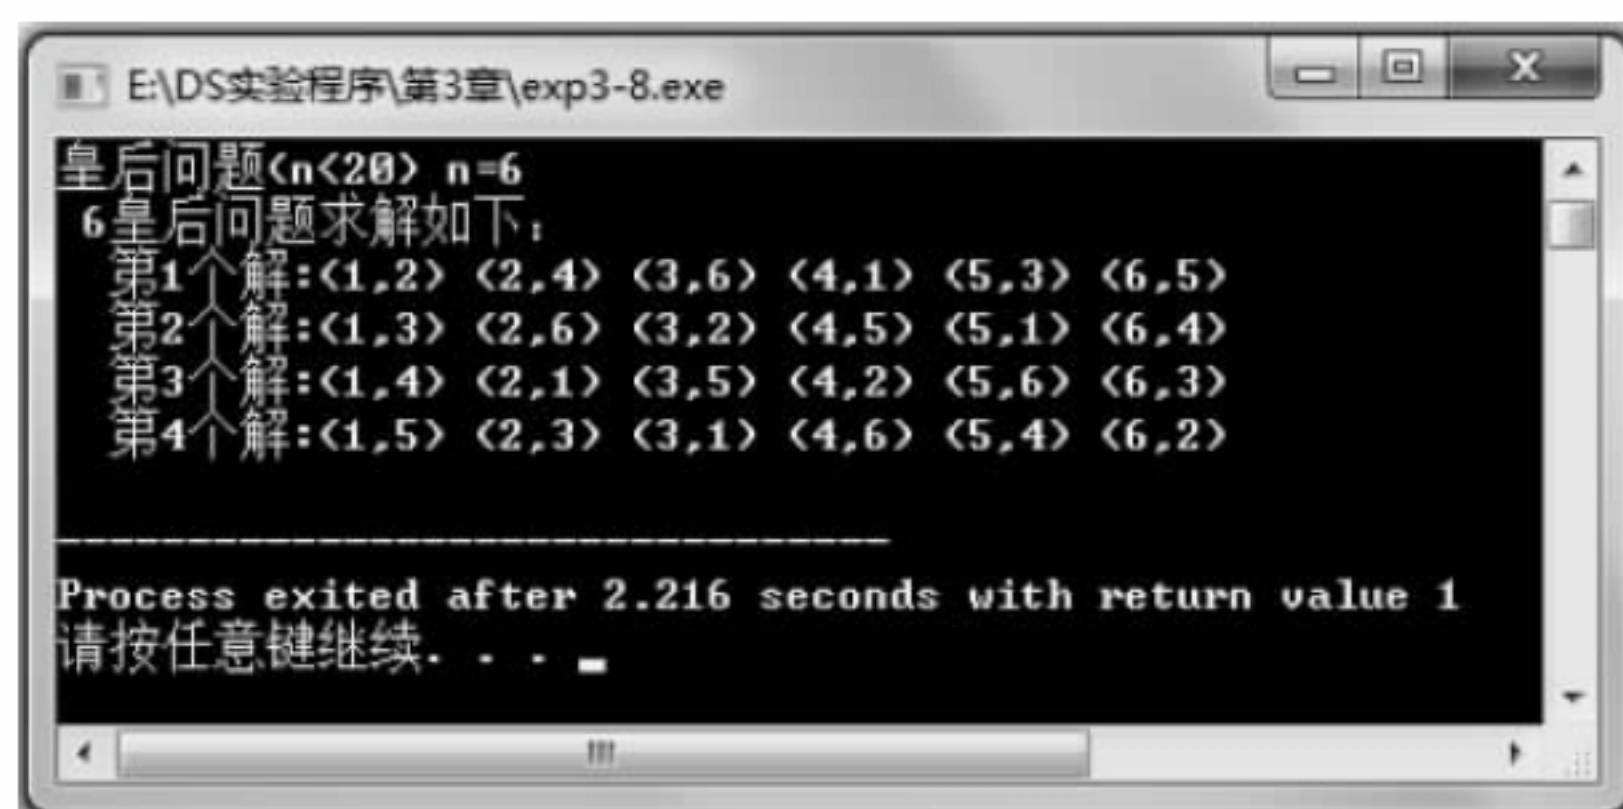 E:\DS实验程序\第3章\exp3-8.exe
皇后问题(n<20) n=6
6皇后问题求解如下：
第1个解:(1,2) (2,4) (3,6) (4,1) (5,3) (6,5)
第2个解:(1,3) (2,6) (3,2) (4,5) (5,1) (6,4)
第3个解:(1,4) (2,1) (3,5) (4,2) (5,6) (6,3)
第4个解:(1,5) (2,3) (3,1) (4,6) (5,4) (6,2)
--------------------------------
Process exited after 2.216 seconds with return value 1
请按任意键继续. . .